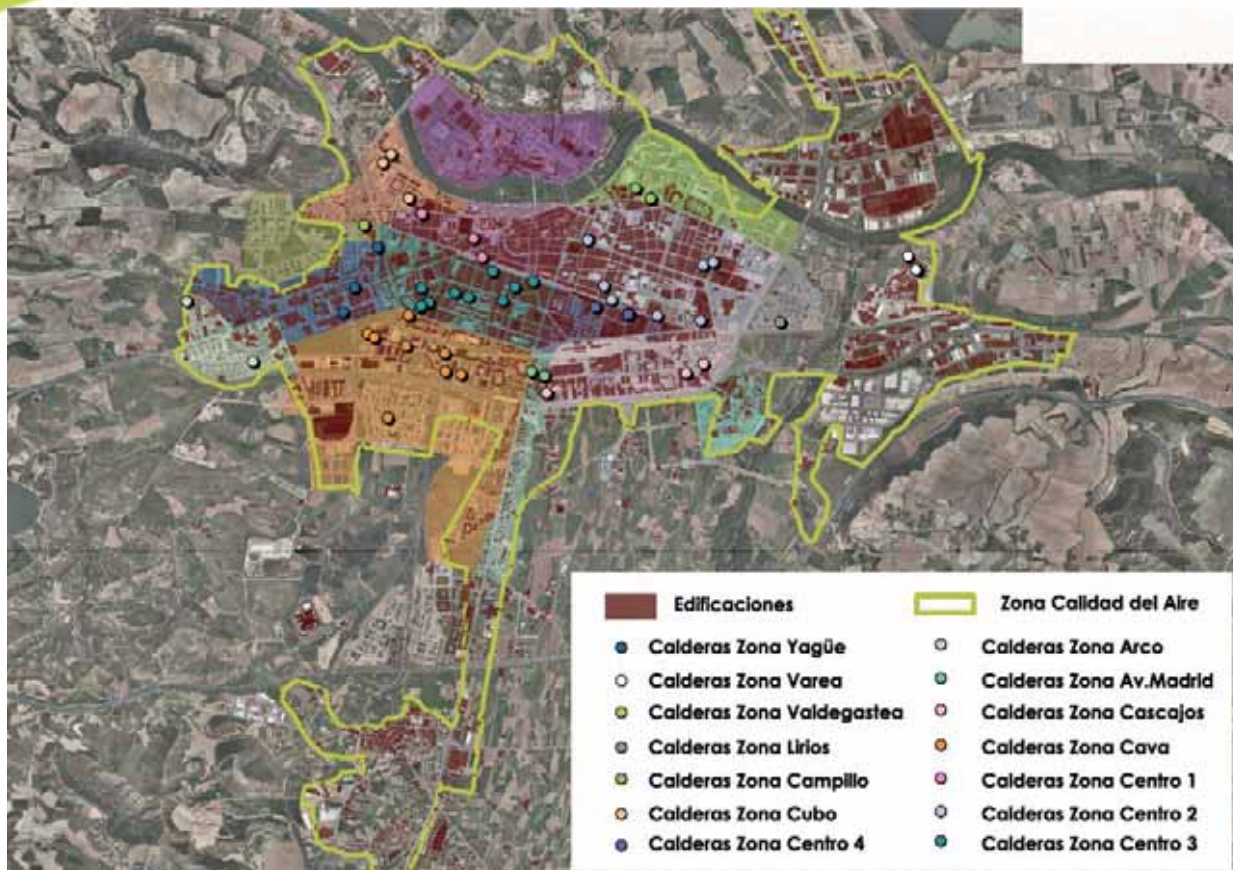 Edificaciones
Zona Calidad del Aire
Calderas Zona Yagüe
Calderas Zona Arco
Calderas Zona Varea
Calderas Zona Av.Madrid
Calderas Zona Valdegastea
Calderas Zona Cascajos
Calderas Zona Lirios
Calderas Zona Cava
Calderas Zona Campillo
Calderas Zona Centro 1
Calderas Zona Cubo
Calderas Zona Centro 2
Calderas Zona Centro 4
Calderas Zona Centro 3